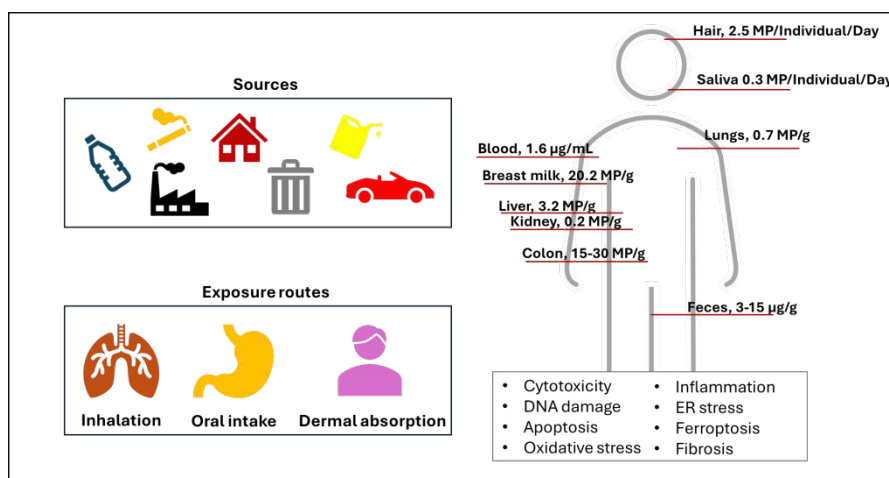 Sources
Exposure routes
Inhalation
Oral intake
Dermal absorption
Hair, 2.5 MP/Individual/Day
Saliva 0.3 MP/Individual/Day
Lungs, 0.7 MP/g
Blood, 1.6 µg/mL
Breast milk, 20.2 MP/g
Liver, 3.2 MP/g
Kidney, 0.2 MP/g
Colon, 15-30 MP/g
Feces, 3-15 µg/g
• Cytotoxicity
• DNA damage
• Apoptosis
• Oxidative stress
• Inflammation
• ER stress
• Ferroptosis
• Fibrosis